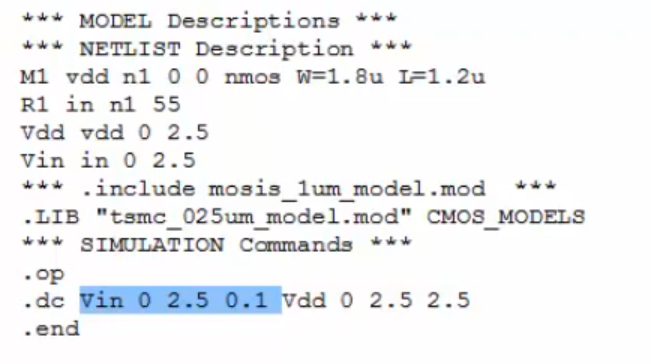 *** MODEL Descriptions ***
*** NETLIST Description ***
M1 vdd n1 0 0 nmos W=1.8u L=1.2u
R1 in n1 55
Vdd vdd 0 2.5
Vin in 0 2.5
*** .include mosis_1um_model.mod  ***
.LIB "tsmc_025um_model.mod" CMOS_MODELS
*** SIMULATION Commands ***
.op
.dc Vin 0 2.5 0.1 Vdd 0 2.5 2.5
.end